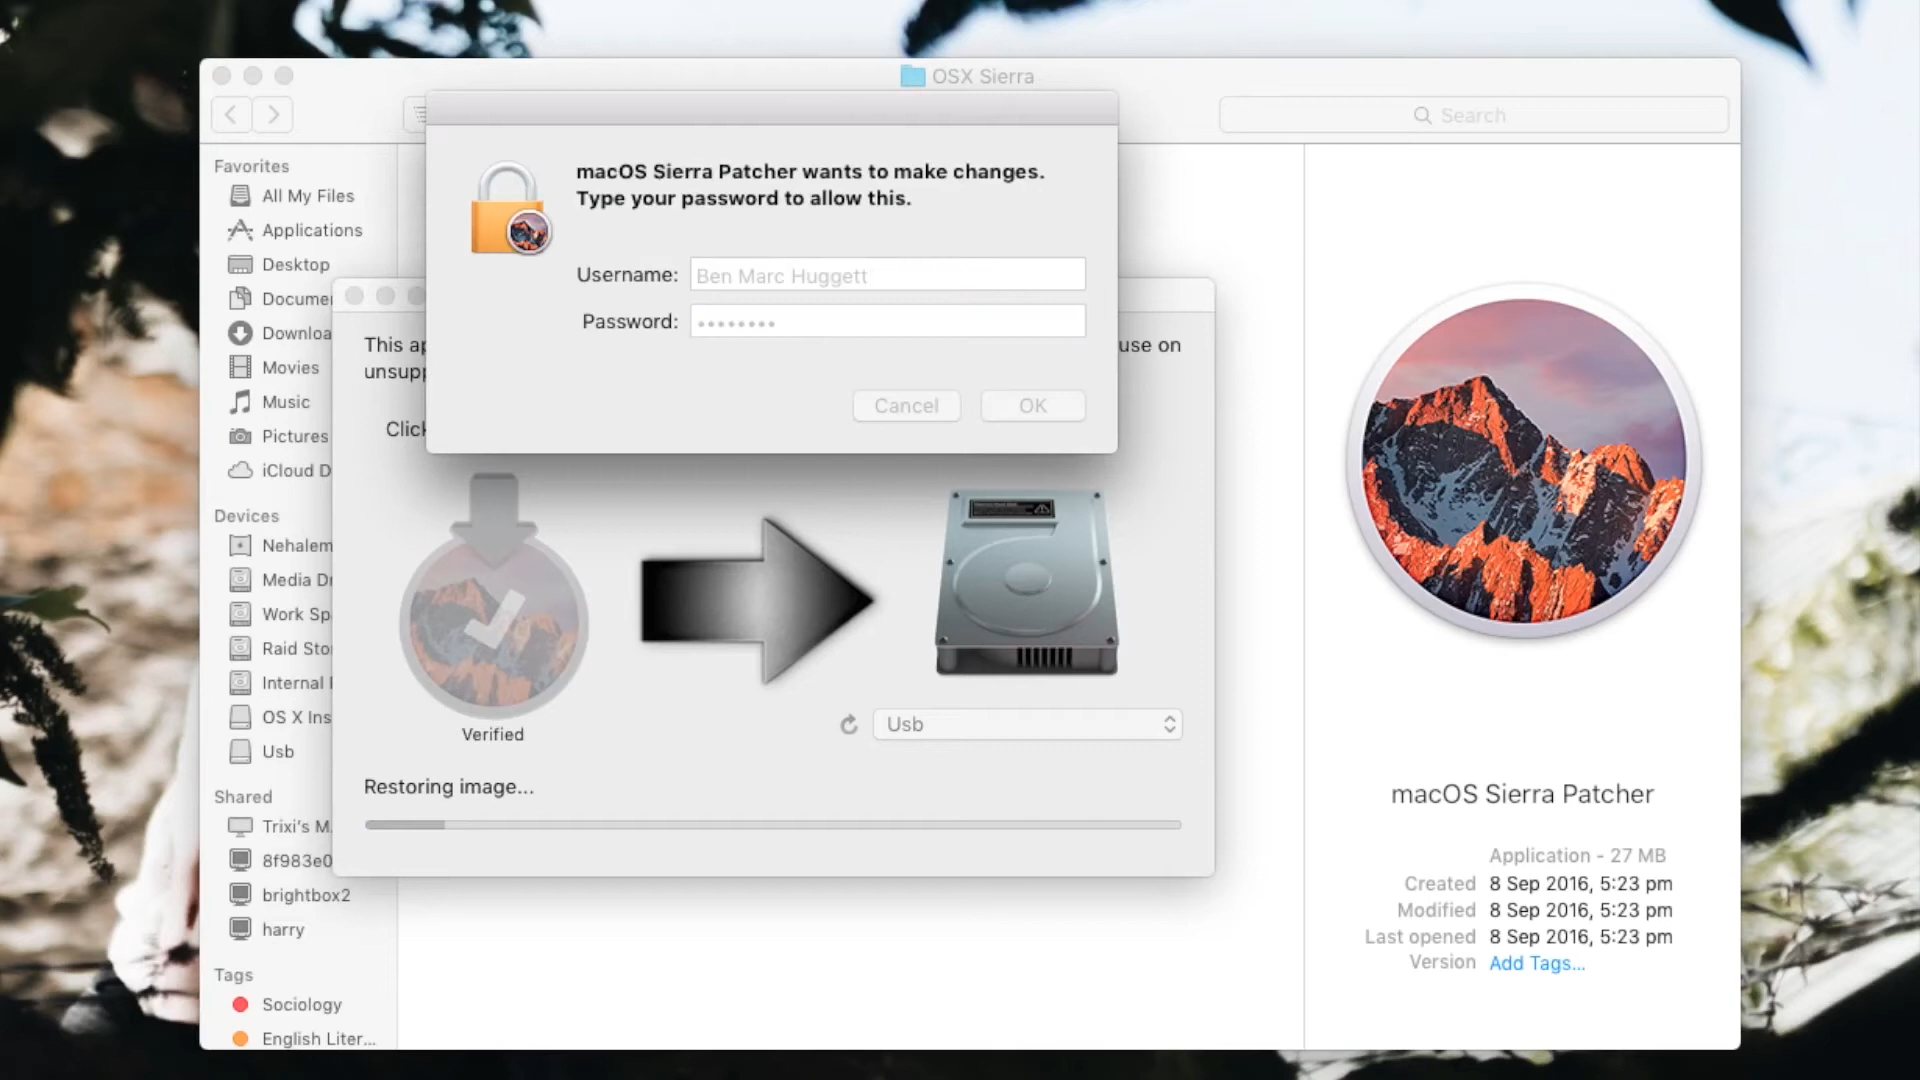 OSX Sierra
Search
Favorites
All My Files
Applications
Desktop
Docume
Downloa
Movies
Music
Pictures
iCloud D
Devices
Nehalem
Media D
Work Sp
Raid Sto
Internal
OS X Ins
Usb
Shared
Trixi's M
8f983e0
brightbox2
harry
Tags
Sociology
English Liter...
macOS Sierra Patcher wants to make changes.
Type your password to allow this.
Username: Ben Marc Huggett
Password: ••••••••
Cancel OK
This ap use on
unsupp
Click
Verified
Usb
Restoring image...
macOS Sierra Patcher
Application - 27 MB
Created 8 Sep 2016, 5:23 pm
Modified 8 Sep 2016, 5:23 pm
Last opened 8 Sep 2016, 5:23 pm
Version Add Tags...